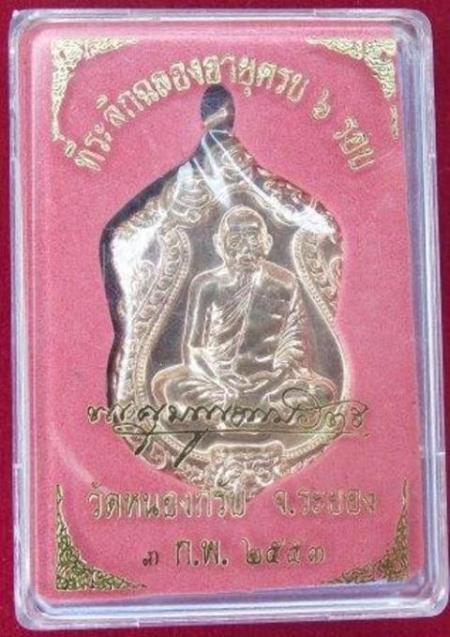 ที่ระลึกฉลองอายุครบ ๖ รอบ
วัดหนองกรับ จ.ระยอง
๓ ก.พ. ๒๕๕๓